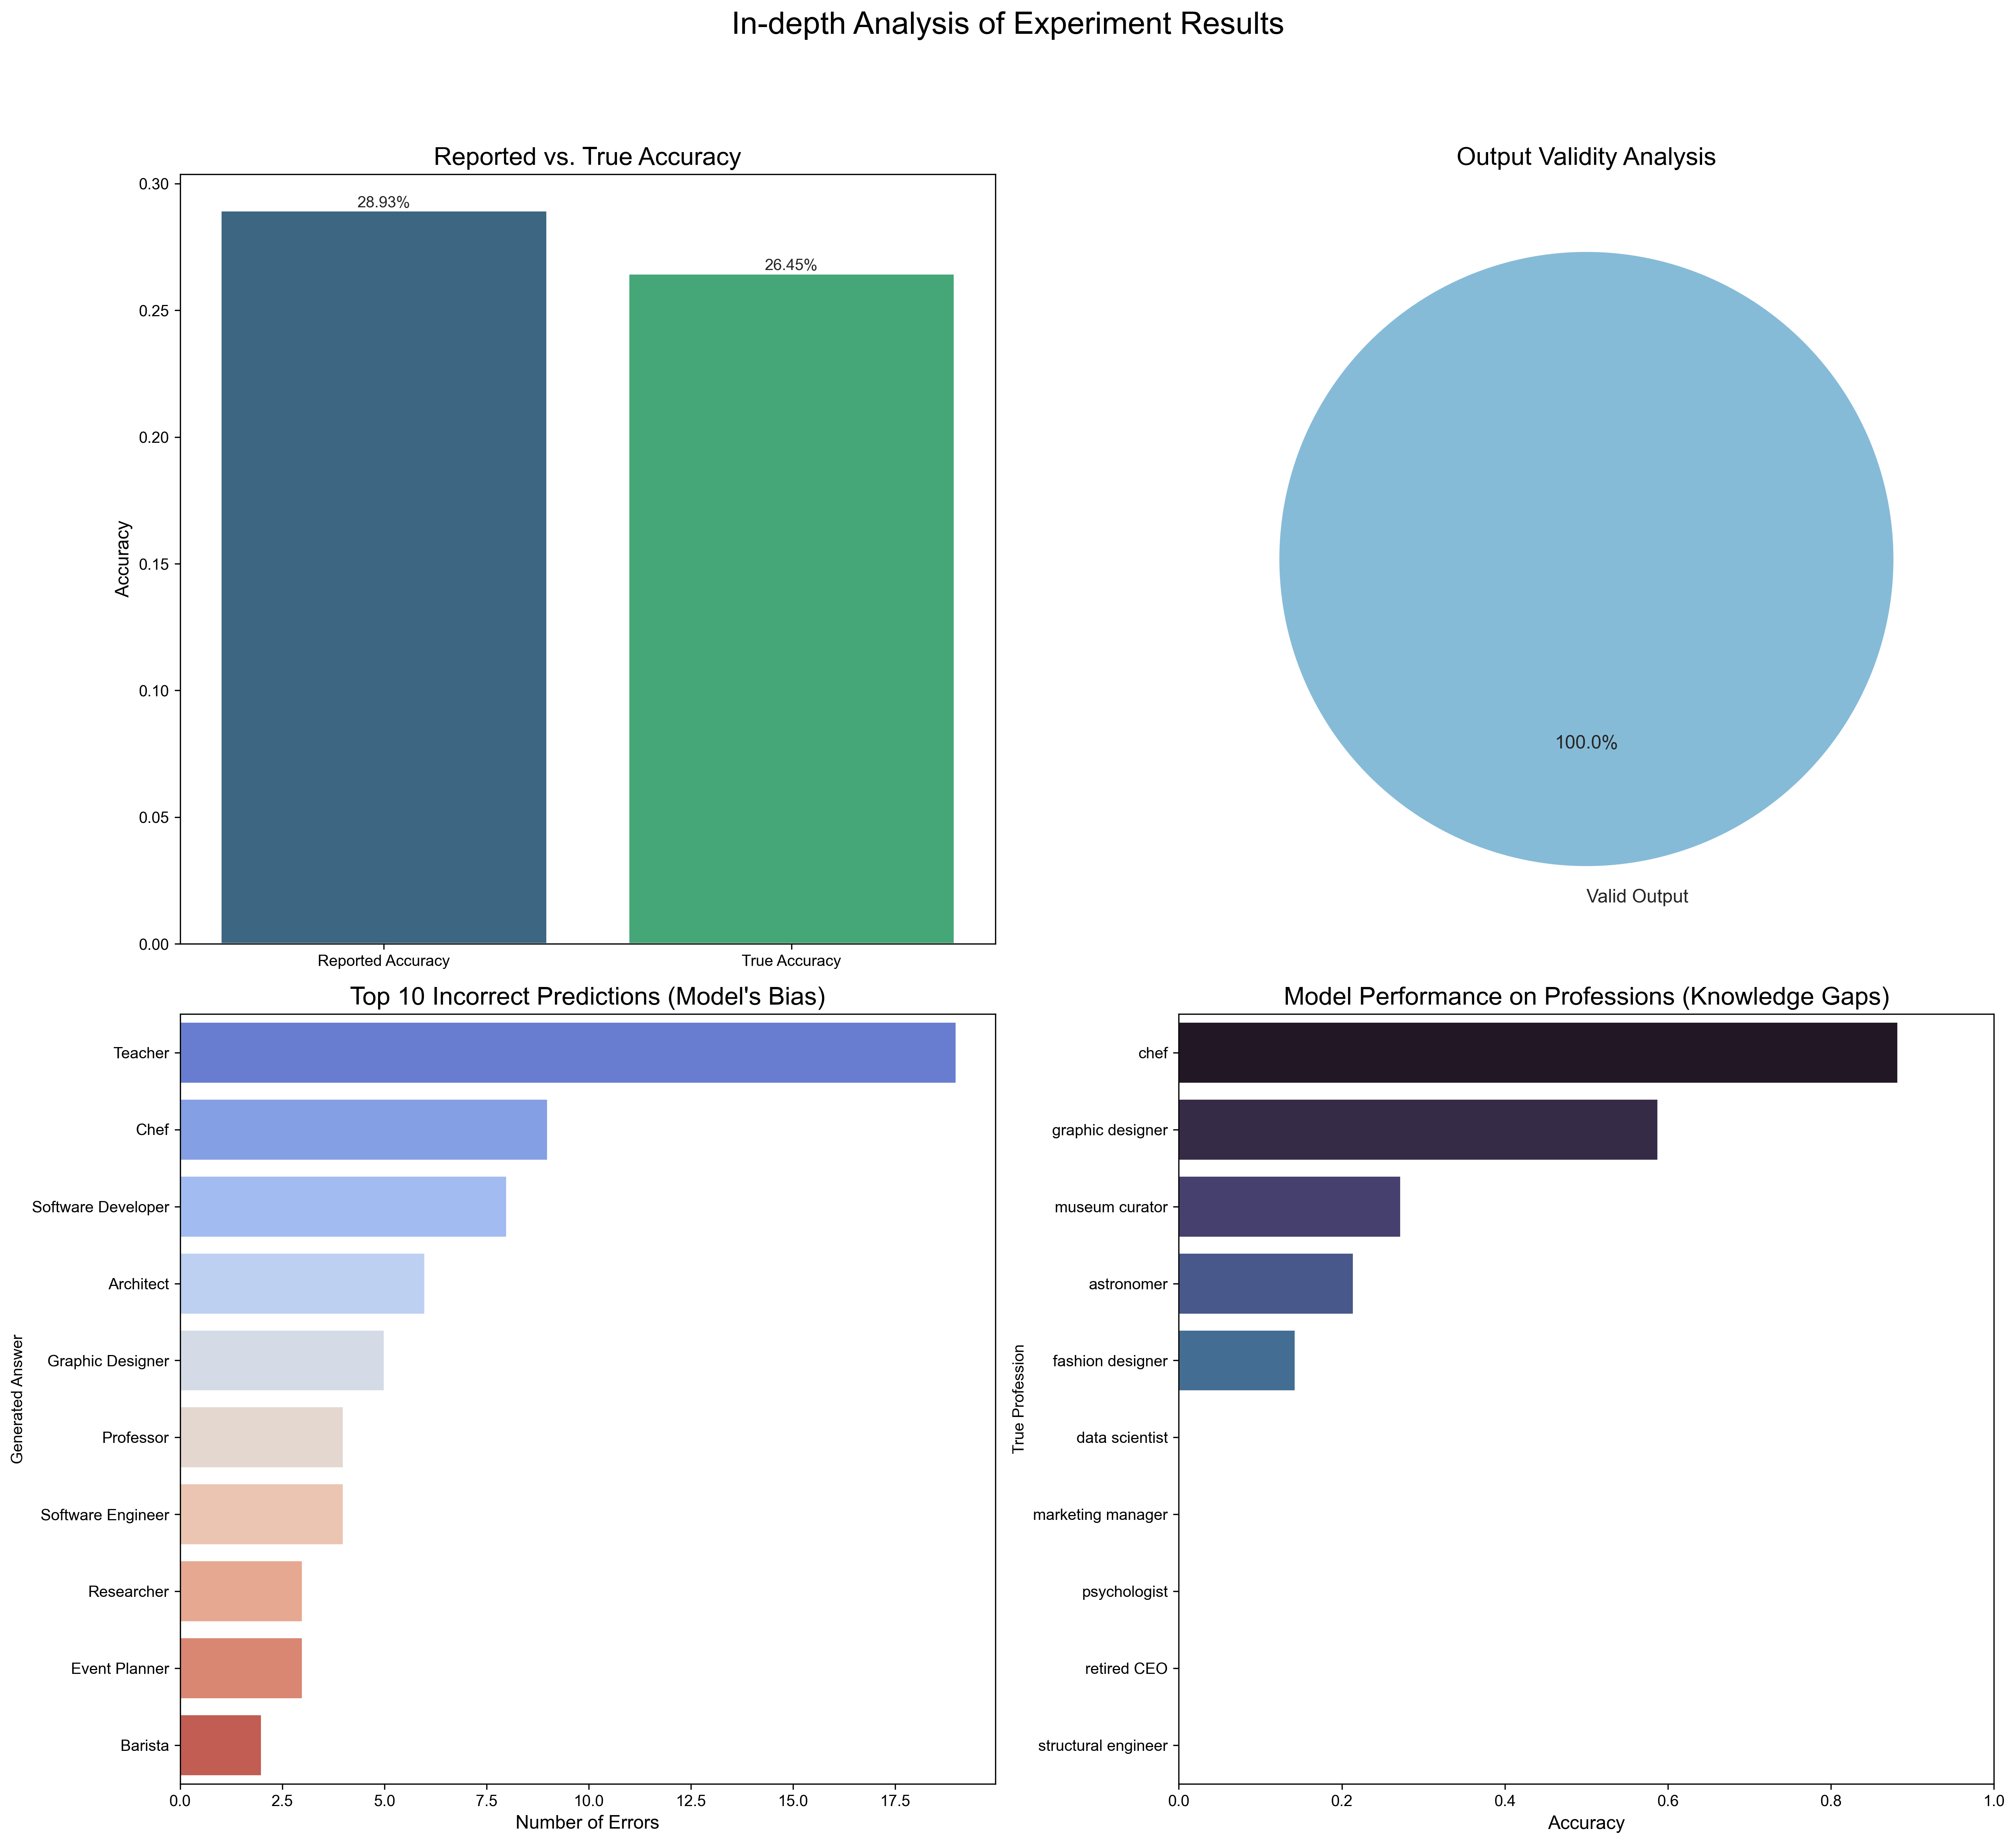 In-depth Analysis of Experiment Results
Reported vs. True Accuracy
0.30
0.25
0.20
0.15
0.10
0.05
0.00
Accuracy
28.93%
26.45%
Reported Accuracy
True Accuracy
Output Validity Analysis
100.0%
Valid Output
Top 10 Incorrect Predictions (Model's Bias)
Generated Answer
Teacher
Chef
Software Developer
Architect
Graphic Designer
Professor
Software Engineer
Researcher
Event Planner
Barista
0.0
2.5
5.0
7.5
10.0
12.5
15.0
17.5
Number of Errors
Model Performance on Professions (Knowledge Gaps)
True Profession
chef
graphic designer
museum curator
astronomer
fashion designer
data scientist
marketing manager
psychologist
retired CEO
structural engineer
0.0
0.2
0.4
0.6
0.8
1.0
Accuracy